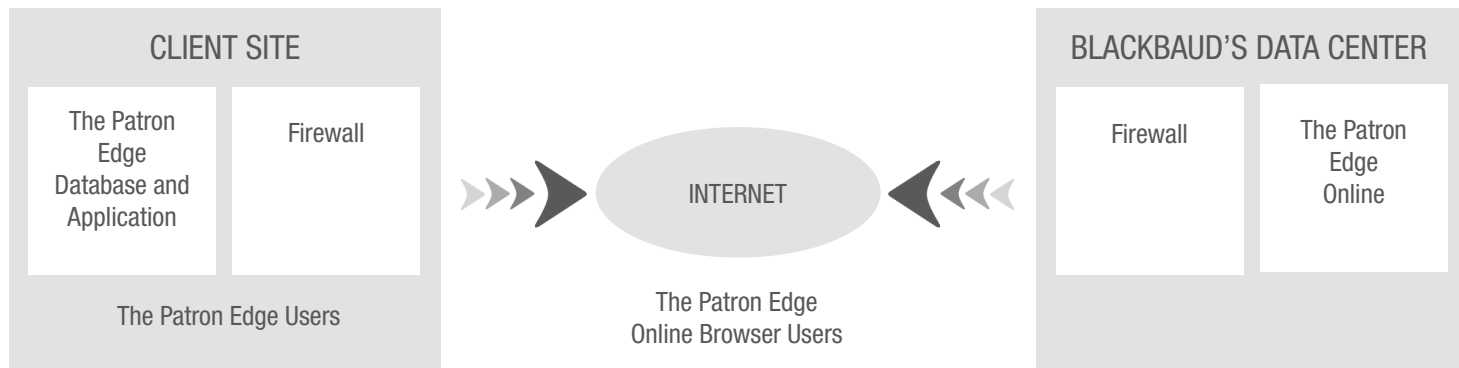 CLIENT SITE
The Patron
Edge
Database and
Application
Firewall
The Patron Edge Users
INTERNET
The Patron Edge
Online Browser Users
BLACKBAUD'S DATA CENTER
Firewall
The Patron
Edge
Online